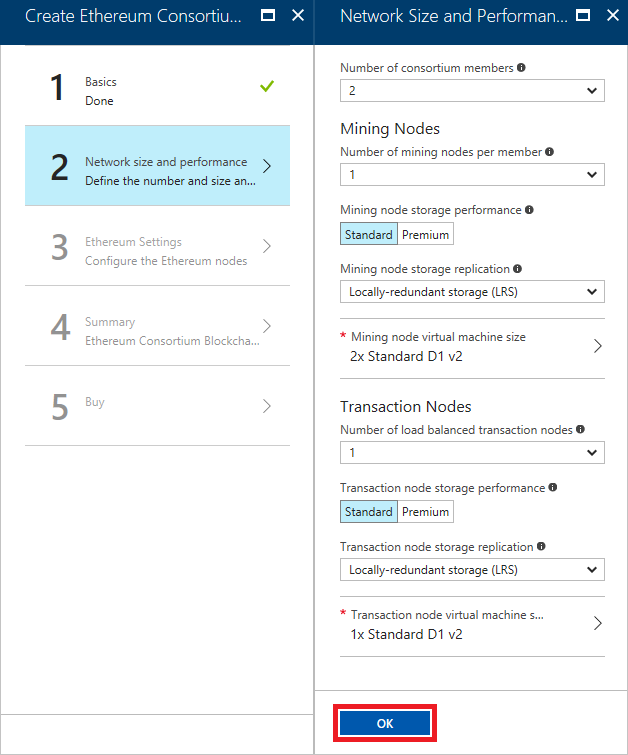 Create Ethereum Consortiu...
1
Basics
Done
2
Network size and performance
Define the number and size an...
3
Ethereum Settings
Configure the Ethereum nodes
4
Summary
Ethereum Consortium Blockcha...
5
Buy
Network Size and Performan...
Number of consortium members
2
Mining Nodes
Number of mining nodes per member
1
Mining node storage performance
Standard Premium
Mining node storage replication
Locally-redundant storage (LRS)
* Mining node virtual machine size
2x Standard D1 v2
Transaction Nodes
Number of load balanced transaction nodes
1
Transaction node storage performance
Standard Premium
Transaction node storage replication
Locally-redundant storage (LRS)
* Transaction node virtual machine s...
1x Standard D1 v2
OK